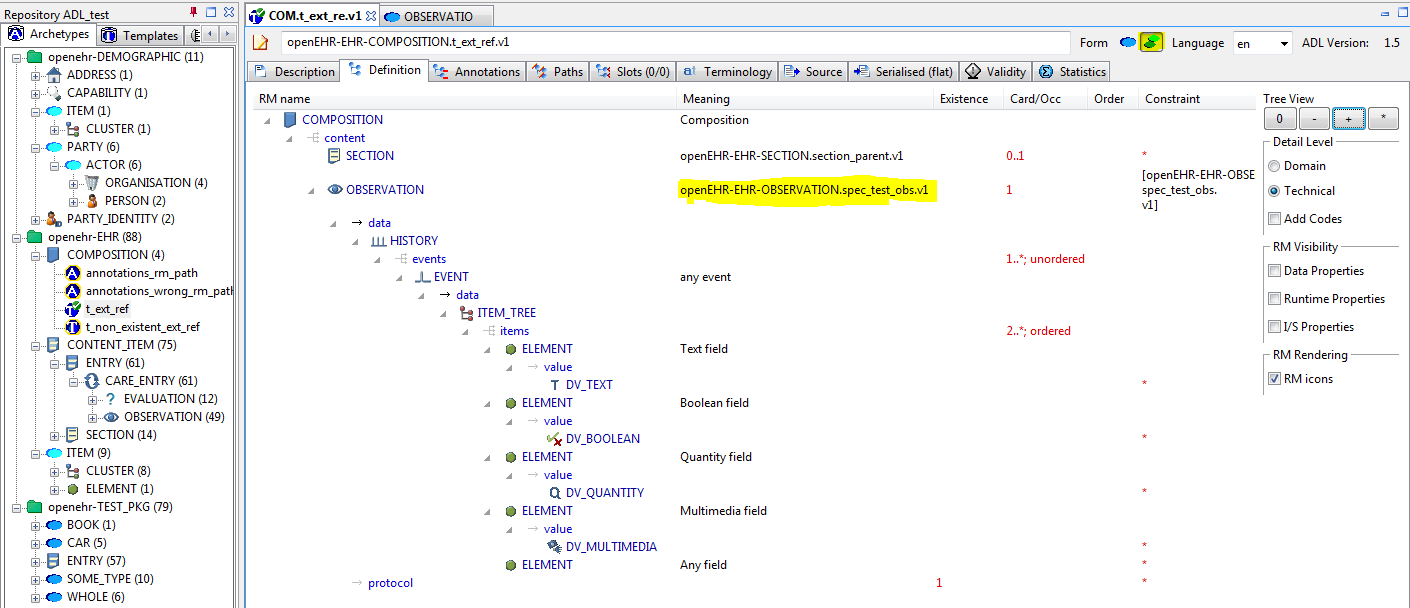 Repository ADL_test
Archetypes
Templates
openehr-DEMOGRAPHIC (11)
ADDRESS (1)
CAPABILITY (1)
ITEM (1)
CLUSTER (1)
PARTY (6)
ACTOR (6)
ORGANISATION (4)
PERSON (2)
PARTY_IDENTITY (2)
openehr-EHR (88)
COMPOSITION (4)
annotations_rm_path
annotations_wrong_rm_path
t_ext_ref
t_non_existent_ext_ref
CONTENT_ITEM (75)
ENTRY (61)
CARE_ENTRY (61)
EVALUATION (12)
OBSERVATION (49)
SECTION (14)
ITEM (9)
CLUSTER (8)
ELEMENT (1)
openehr-TEST_PKG (79)
BOOK (1)
CAR (5)
ENTRY (57)
SOME_TYPE (10)
WHOLE (6)
COM.t_ext_re.v1
OBSERVATIO
openEHR-EHR-COMPOSITION.t_ext_ref.v1
Form
Language
en
ADL Version: 1.5
Description
Definition
Annotations
Paths
Slots (0/0)
Terminology
Source
Serialised (flat)
Validity
Statistics
RM name Meaning Existence Card/Occ Order Constraint
COMPOSITION Composition
content
SECTION openEHR-EHR-SECTION.section_parent.v1 0..1 *
OBSERVATION openEHR-EHR-OBSERVATION.spec_test_obs.v1 1
[openEHR-EHR-OBSE
spec_test_obs.
v1]
data
HISTORY
events 1..*; unordered
EVENT any event
data
ITEM_TREE
items 2..*; ordered
ELEMENT Text field
value
DV_TEXT *
ELEMENT Boolean field
value
DV_BOOLEAN *
ELEMENT Quantity field
value
DV_QUANTITY *
ELEMENT Multimedia field
value
DV_MULTIMEDIA *
ELEMENT Any field *
protocol 1 *
Tree View
0 - + *
Detail Level
Domain
Technical
Add Codes
RM Visibility
Data Properties
Runtime Properties
I/S Properties
RM Rendering
RM icons